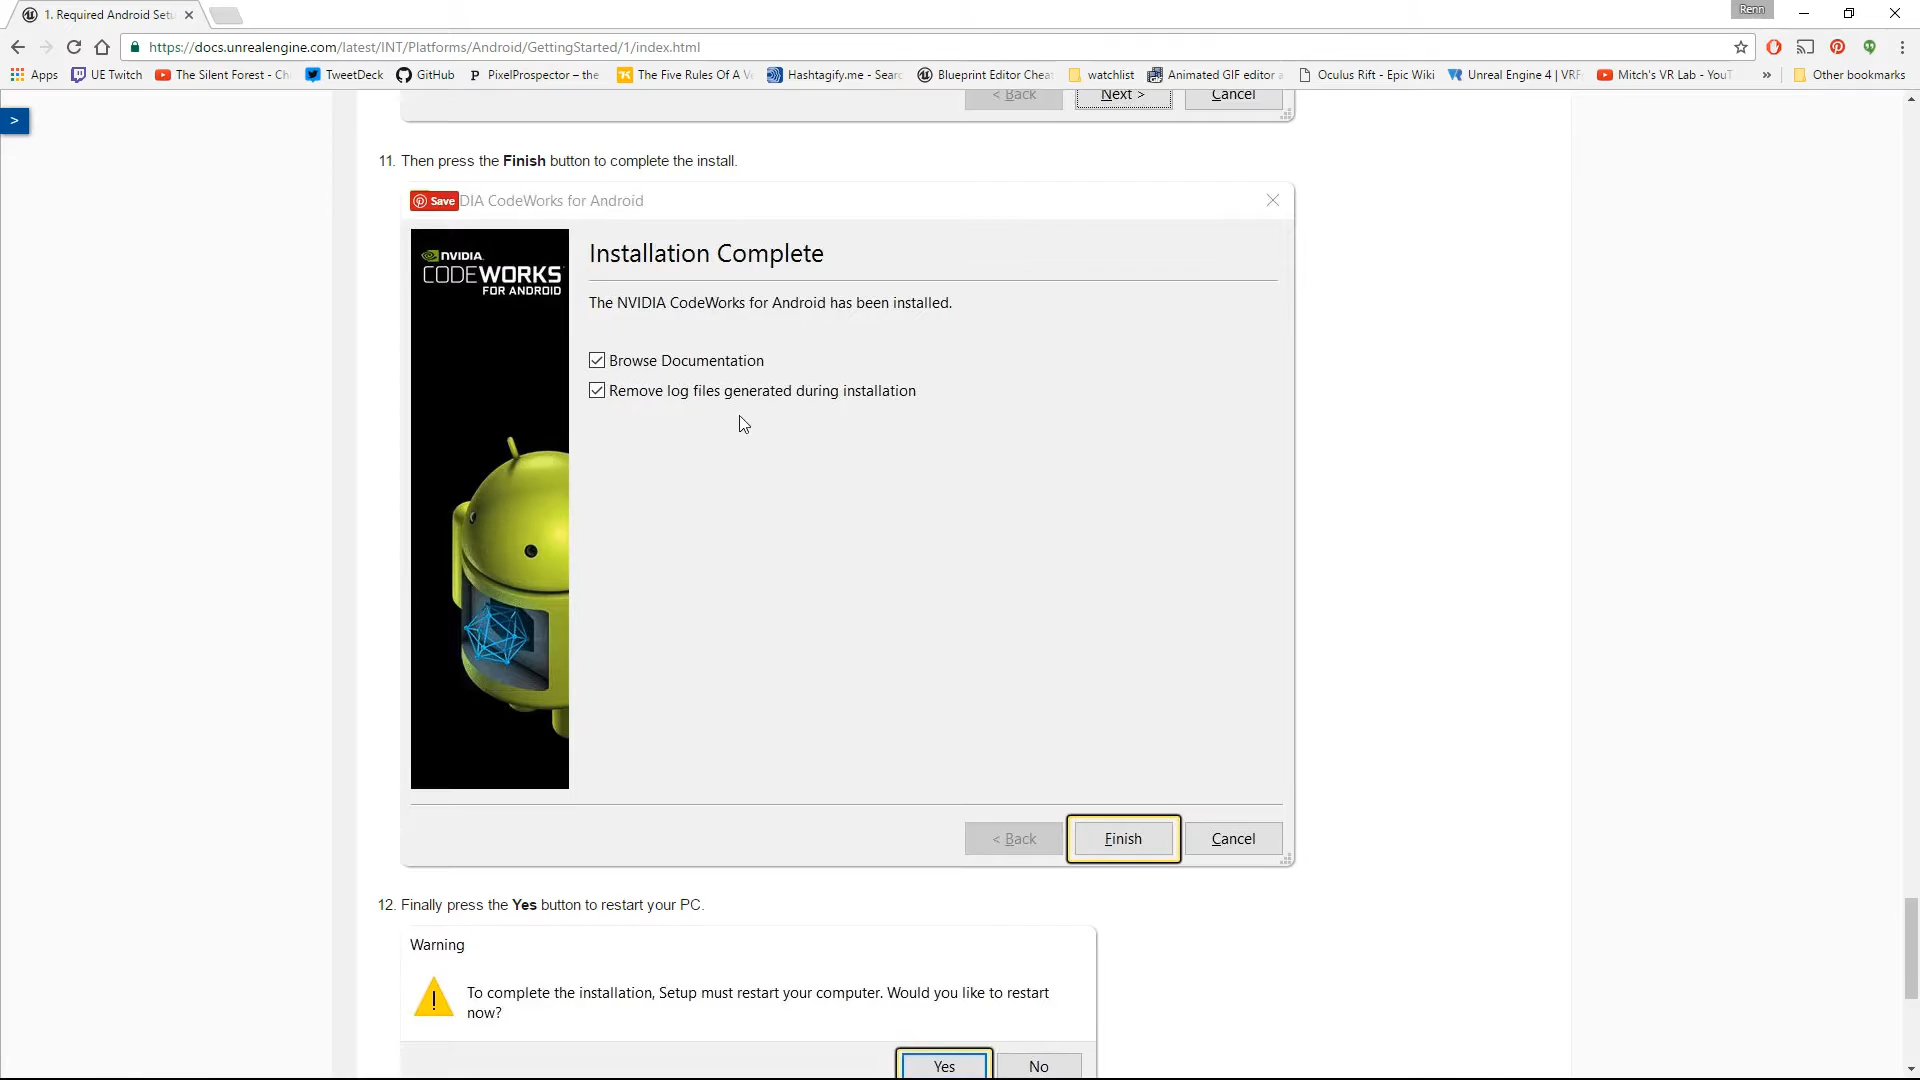 1. Required Android Setu
Renn
https://docs.unrealengine.com/latest/INT/Platforms/Android/GettingStarted/1/index.html
Apps UE Twitch The Silent Forest - Ch TweetDeck GitHub PixelProspector – the The Five Rules Of A V Hashtagify.me - Searc Blueprint Editor Cheat watchlist Animated GIF editor a Oculus Rift - Epic Wiki Unreal Engine 4 | VRF Mitch's VR Lab - YouT » Other bookmarks
< Back Next > Cancel
>
11. Then press the Finish button to complete the install.
Save DIA CodeWorks for Android
NVIDIA.
CODEWORKS
FOR ANDROID
Installation Complete
The NVIDIA CodeWorks for Android has been installed.
Browse Documentation
Remove log files generated during installation
< Back Finish Cancel
12. Finally press the Yes button to restart your PC.
Warning
To complete the installation, Setup must restart your computer. Would you like to restart
now?
Yes No